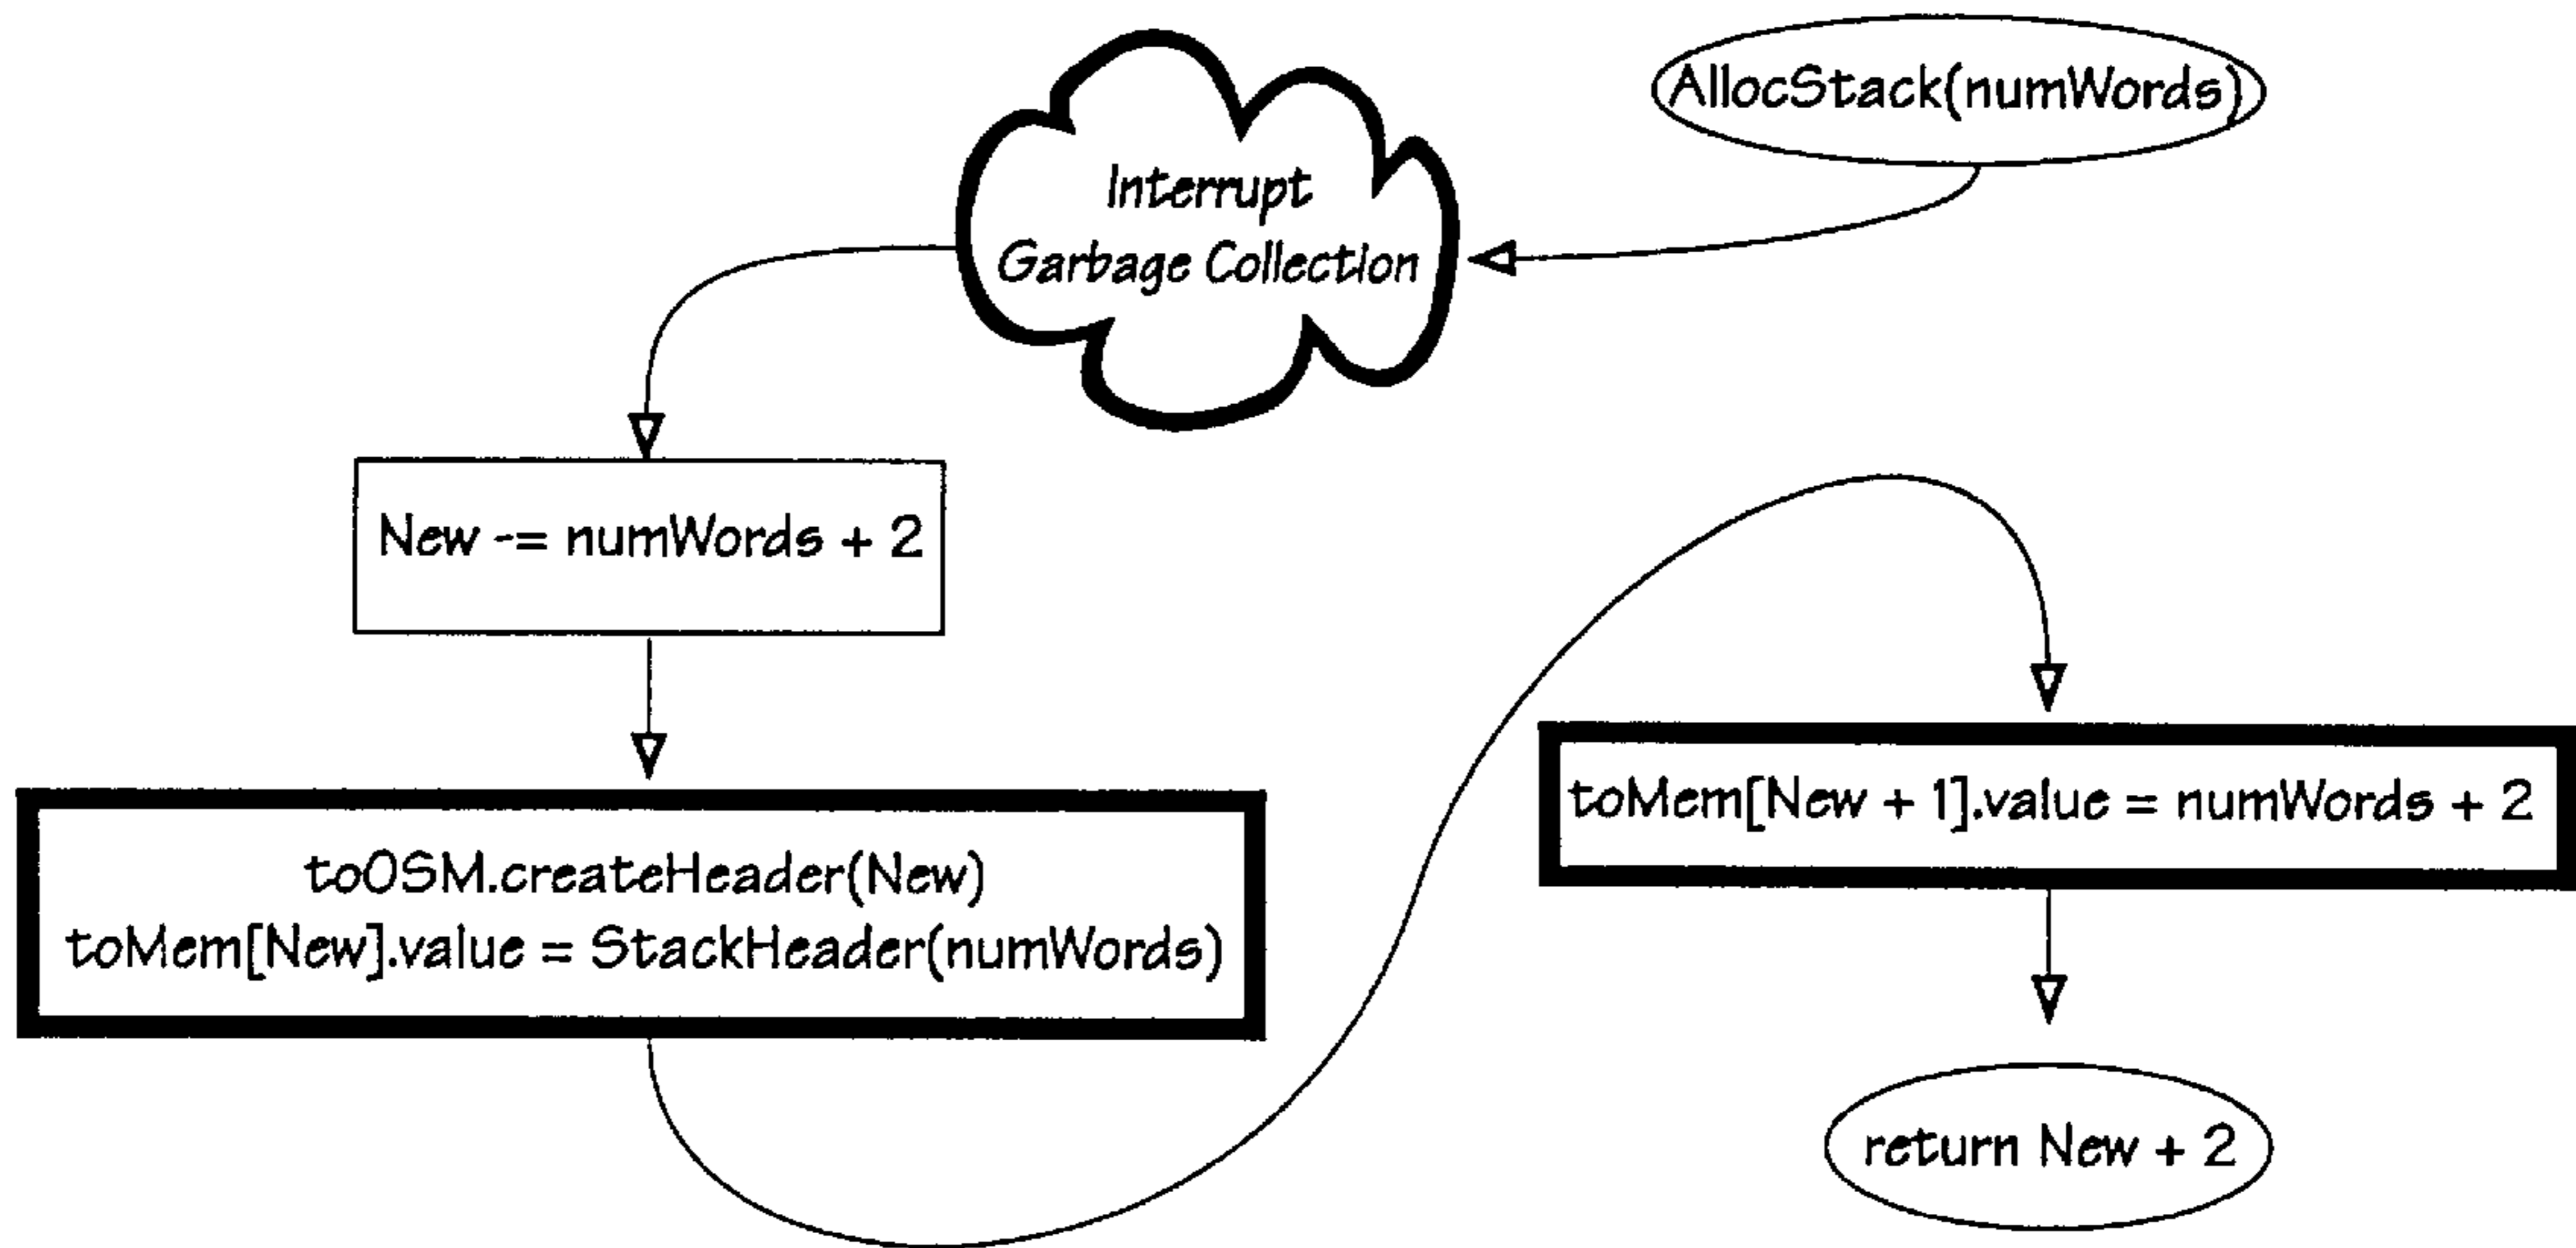 AllocStack(numWords)
Interrupt
Garbage Collection
New -= numWords + 2
toOSM.createHeader(New)
toMem[New].value = StackHeader(numWords)
toMem[New + 1].value = numWords + 2
return New + 2